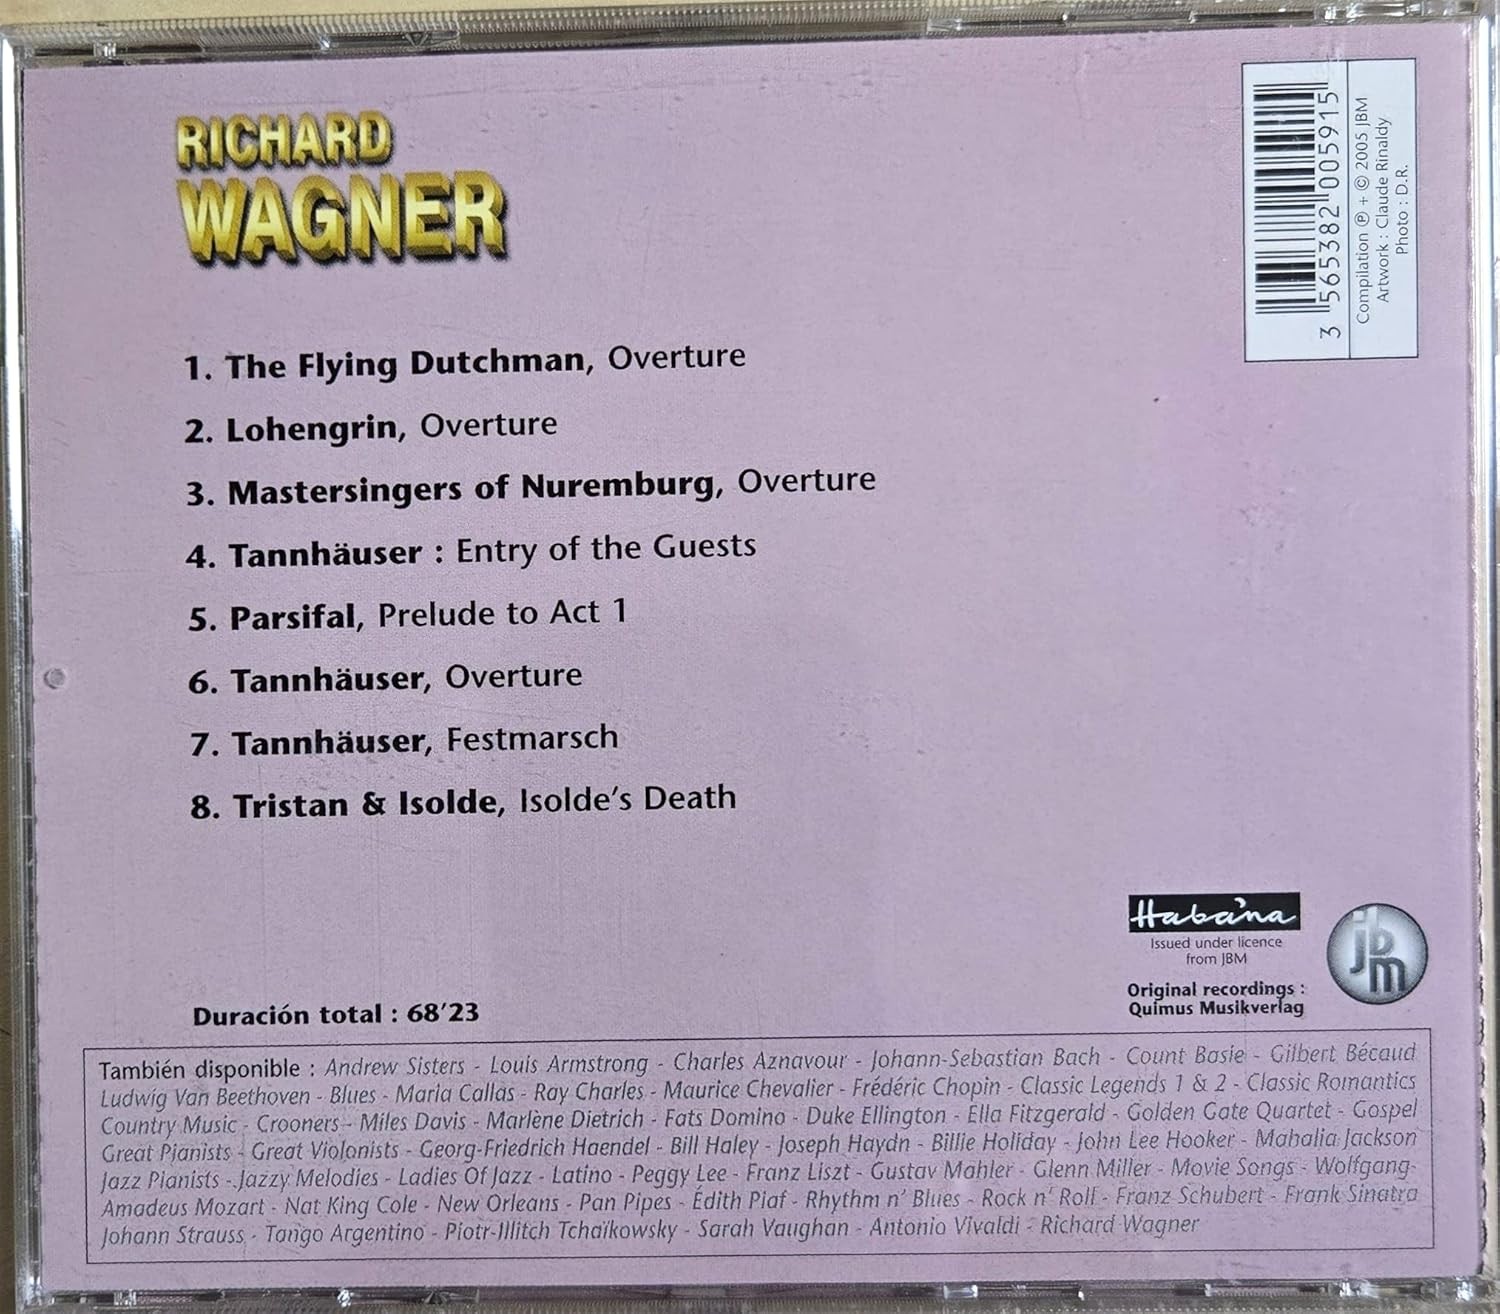 RICHARD
WAGNER
3 565382 005915
Compilation ℗ + © 2005 JBM
Artwork : Claude Rinaldy
Photo : D.R.
1. The Flying Dutchman, Overture
2. Lohengrin, Overture
3. Mastersingers of Nuremburg, Overture
4. Tannhäuser : Entry of the Guests
5. Parsifal, Prelude to Act 1
6. Tannhäuser, Overture
7. Tannhäuser, Festmarsch
8. Tristan & Isolde, Isolde's Death
Habana
Issued under licence
from JBM
jbm
Original recordings :
Quimus Musikverlag
Duración total : 68'23
También disponible : Andrew Sisters - Louis Armstrong - Charles Aznavour - Johann-Sebastian Bach - Count Basie - Gilbert Bécaud
Ludwig Van Beethoven - Blues - Maria Callas - Ray Charles - Maurice Chevalier - Frédéric Chopin - Classic Legends 1 & 2 - Classic Romantics
Country Music - Crooners - Miles Davis - Marlène Dietrich - Fats Domino - Duke Ellington - Ella Fitzgerald - Golden Gate Quartet - Gospel
Great Pianists - Great Violonists - Georg-Friedrich Haendel - Bill Haley - Joseph Haydn - Billie Holiday - John Lee Hooker - Mahalia Jackson
Jazz Pianists - Jazzy Melodies - Ladies Of Jazz - Latino - Peggy Lee - Franz Liszt - Gustav Mahler - Glenn Miller - Movie Songs - Wolfgang-
Amadeus Mozart - Nat King Cole - New Orleans - Pan Pipes - Édith Piaf - Rhythm n' Blues - Rock n' Roll - Franz Schubert - Frank Sinatra
Johann Strauss - Tango Argentino - Piotr-Illitch Tchaïkowsky - Sarah Vaughan - Antonio Vivaldi - Richard Wagner